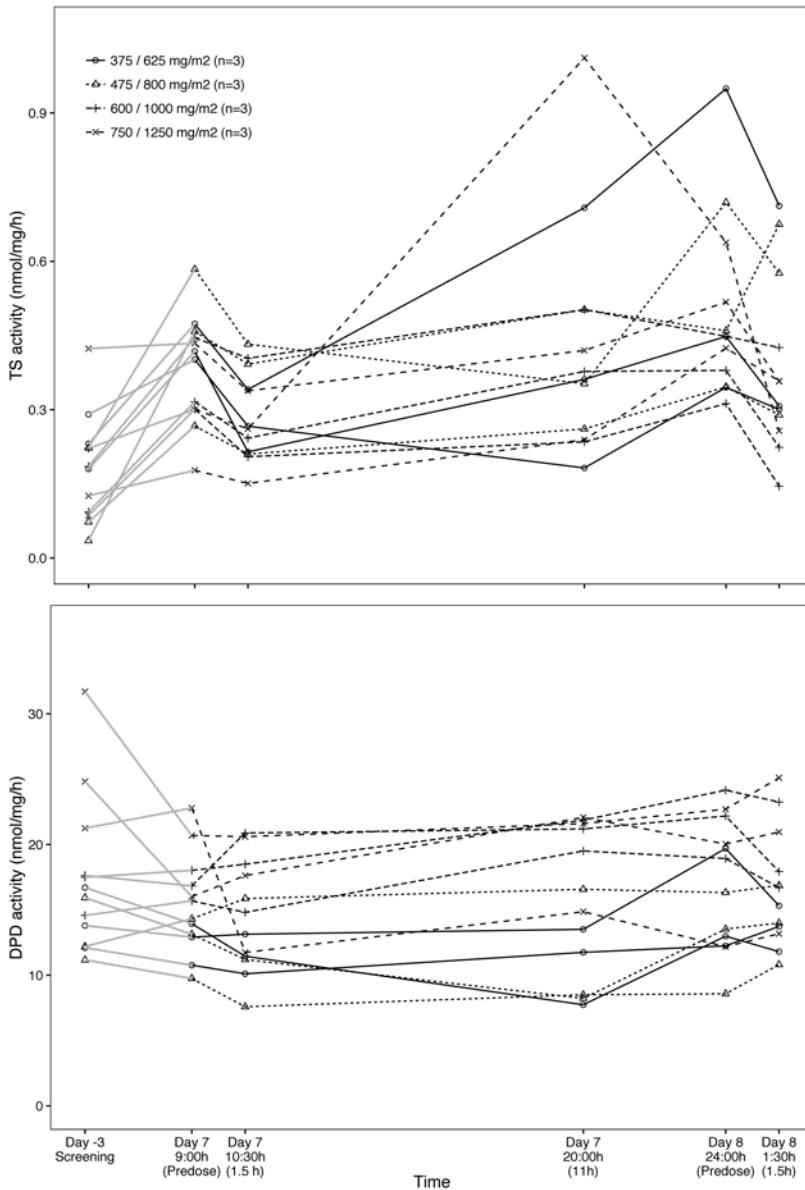 375 / 625 mg/m2 (n=3)
475 / 800 mg/m2 (n=3)
600 / 1000 mg/m2 (n=3)
750 / 1250 mg/m2 (n=3)
0.9
0.6
0.3
0.0
TS activity (nmol/mg/h)
30
20
10
0
DPD activity (nmol/mg/h)
Day -3 Day 7 Day 7 Day 7 Day 8 Day 8
Screening 9:00h 10:30h 20:00h 24:00h 1:30h
(Predose) (1.5 h) (11h) (Predose) (1.5h)
Time